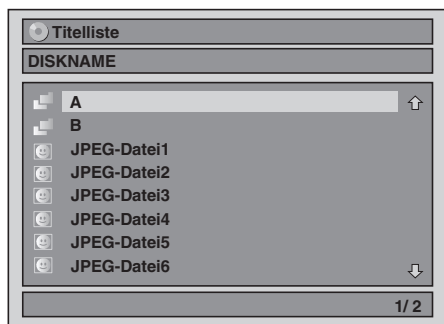 Titelliste
DISKNAME
A
B
JPEG-Datei1
JPEG-Datei2
JPEG-Datei3
JPEG-Datei4
JPEG-Datei5
JPEG-Datei6
1/ 2